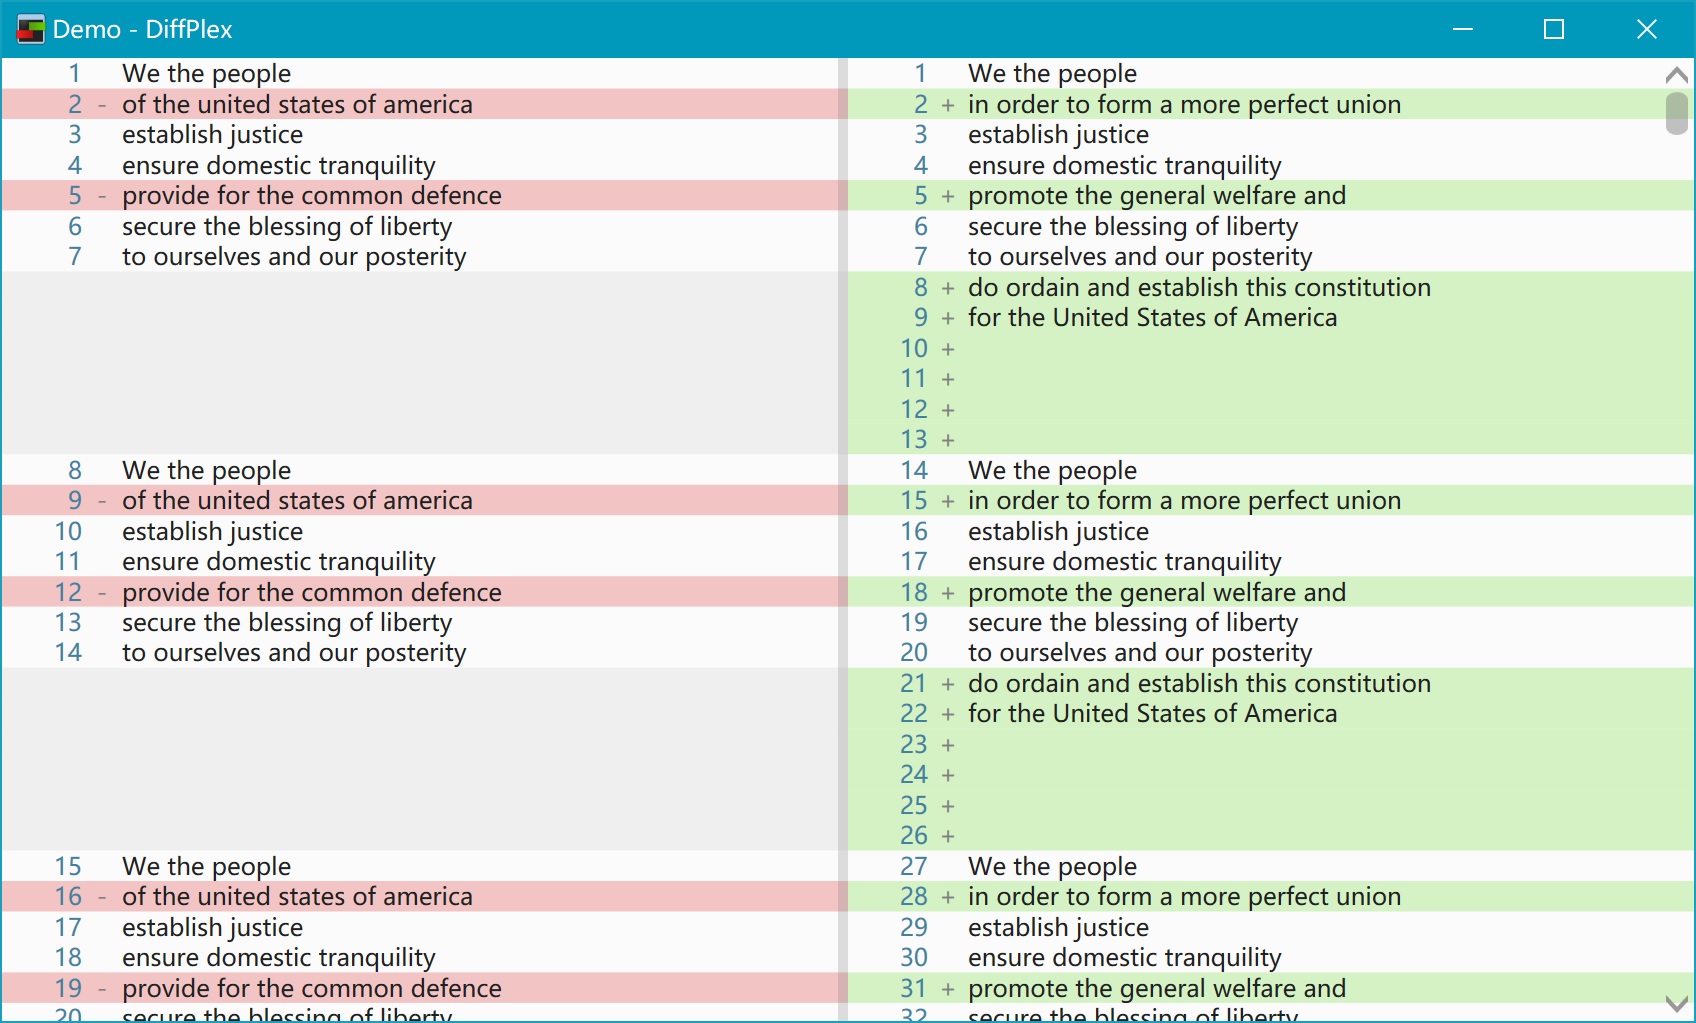 Demo - DiffPlex
1 We the people
2 - of the united states of america
3 establish justice
4 ensure domestic tranquility
5 - provide for the common defence
6 secure the blessing of liberty
7 to ourselves and our posterity
8 We the people
9 - of the united states of america
10 establish justice
11 ensure domestic tranquility
12 - provide for the common defence
13 secure the blessing of liberty
14 to ourselves and our posterity
15 We the people
16 - of the united states of america
17 establish justice
18 ensure domestic tranquility
19 - provide for the common defence
20 secure the blessing of liberty
1 We the people
2 + in order to form a more perfect union
3 establish justice
4 ensure domestic tranquility
5 + promote the general welfare and
6 secure the blessing of liberty
7 to ourselves and our posterity
8 + do ordain and establish this constitution
9 + for the United States of America
10 +
11 +
12 +
13 +
14 We the people
15 + in order to form a more perfect union
16 establish justice
17 ensure domestic tranquility
18 + promote the general welfare and
19 secure the blessing of liberty
20 to ourselves and our posterity
21 + do ordain and establish this constitution
22 + for the United States of America
23 +
24 +
25 +
26 +
27 We the people
28 + in order to form a more perfect union
29 establish justice
30 ensure domestic tranquility
31 + promote the general welfare and
32 secure the blessing of liberty